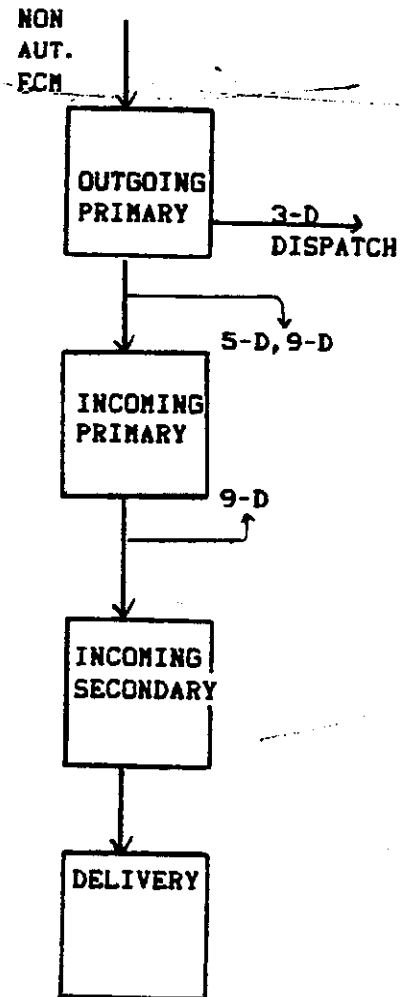 NON
AUT.
FCM
OUTGOING
PRIMARY
3-D
DISPATCH
5-D, 9-D
INCOMING
PRIMARY
9-D
INCOMING
SECONDARY
DELIVERY